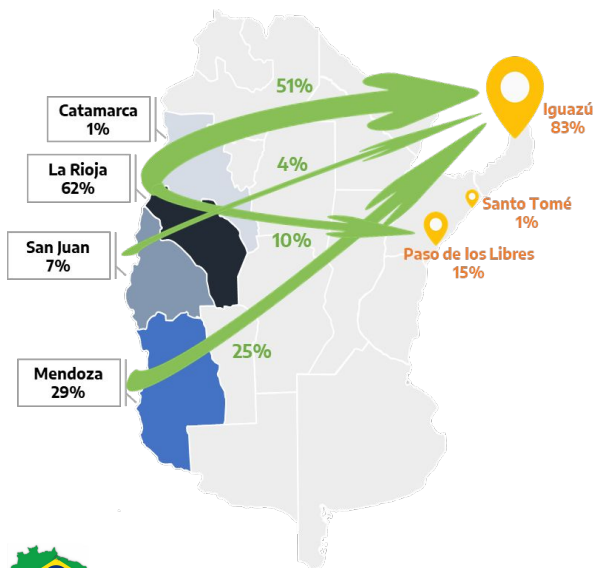 51%
Catamarca
1%
Iguazú
83%
La Rioja
62%
4%
Santo Tomé
1%
San Juan
7%
10%
Paso de los Libres
15%
25%
Mendoza
29%